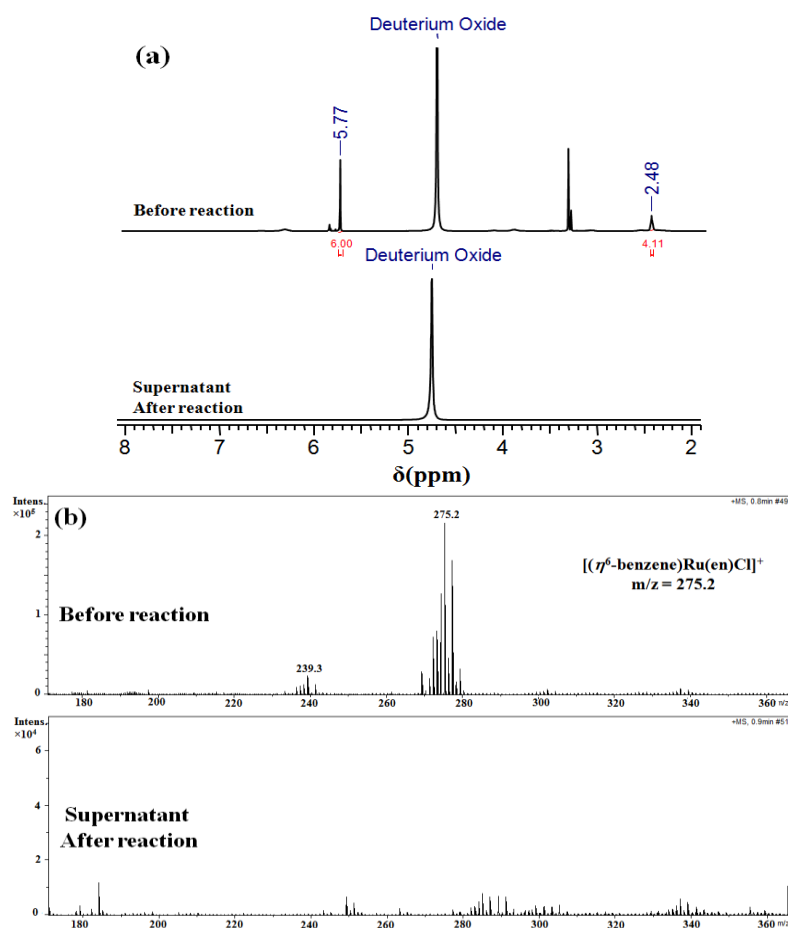 Deuterium Oxide
(a)
5.77
2.48
Before reaction
6.00
4.11
Deuterium Oxide
Supernatant
After reaction
8 7 6 5 4 3 2
δ(ppm)
Intens.
×10⁶
+MS, 0.8min #49
(b)
275.2
[(η⁶-benzene)Ru(en)Cl]⁺
m/z = 275.2
2
Before reaction
1
239.3
0
180 200 220 240 260 280 300 320 340 360 m/z
Intens.
×10⁴
+MS, 0.9min #51
6
Supernatant
After reaction
4
2
0
180 200 220 240 260 280 300 320 340 360 m/z